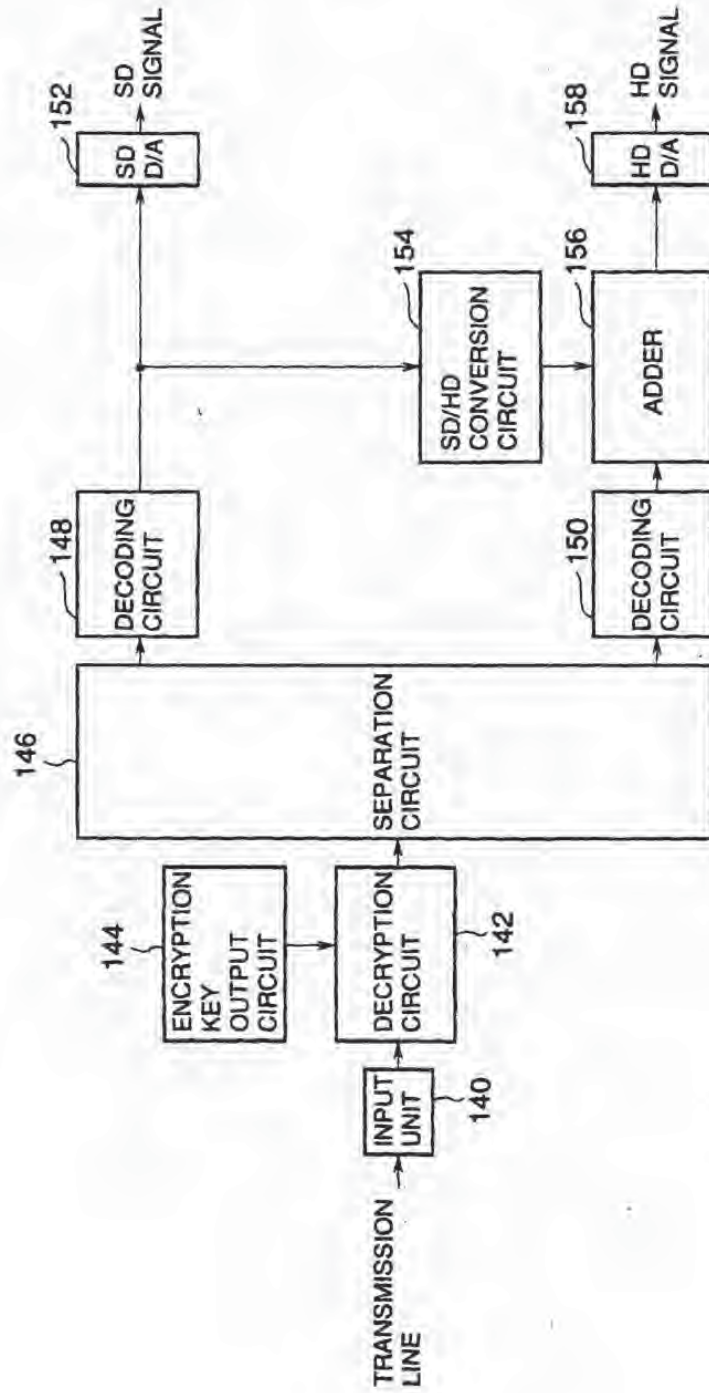 TRANSMISSION
LINE
INPUT
UNIT
140
ENCRYPTION
KEY
OUTPUT
CIRCUIT
144
DECRYPTION
CIRCUIT
142
146
SEPARATION
CIRCUIT
148
DECODING
CIRCUIT
152
SD
D/A
SD
SIGNAL
154
SD/HD
CONVERSION
CIRCUIT
150
DECODING
CIRCUIT
156
ADDER
158
HD
D/A
HD
SIGNAL